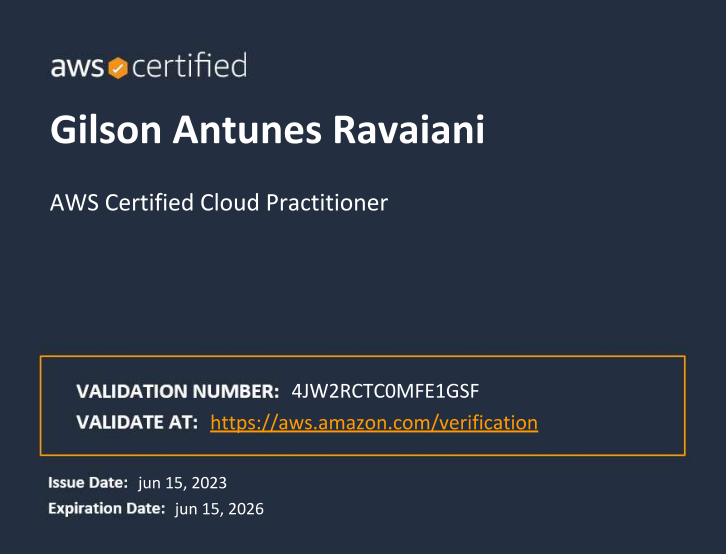 aws certified
Gilson Antunes Ravaiani
AWS Certified Cloud Practitioner
VALIDATION NUMBER: 4JW2RCTC0MFE1GSF
VALIDATE AT: https://aws.amazon.com/verification
Issue Date: jun 15, 2023
Expiration Date: jun 15, 2026